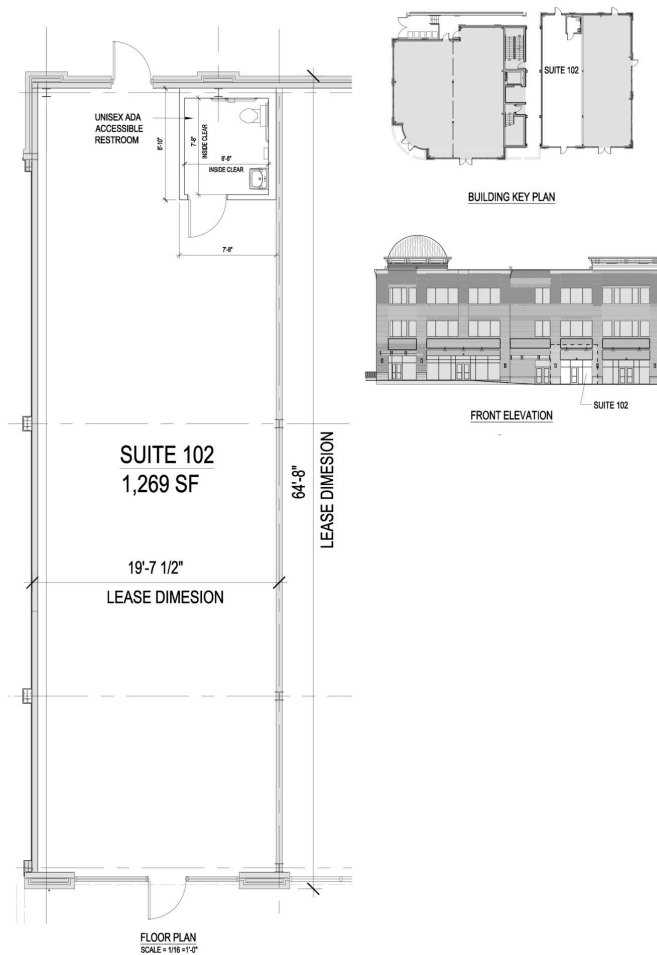 UNISEX ADA
ACCESSIBLE
RESTROOM
8'-10"
7'-8"
INSIDE CLEAR
6'-8"
INSIDE CLEAR
7'-8"
SUITE 102
1,269 SF
19'-7 1/2"
LEASE DIMESION
64'-8"
LEASE DIMESION
FLOOR PLAN
SCALE = 1/16 =1'-0"
SUITE 102
BUILDING KEY PLAN
SUITE 102
FRONT ELEVATION